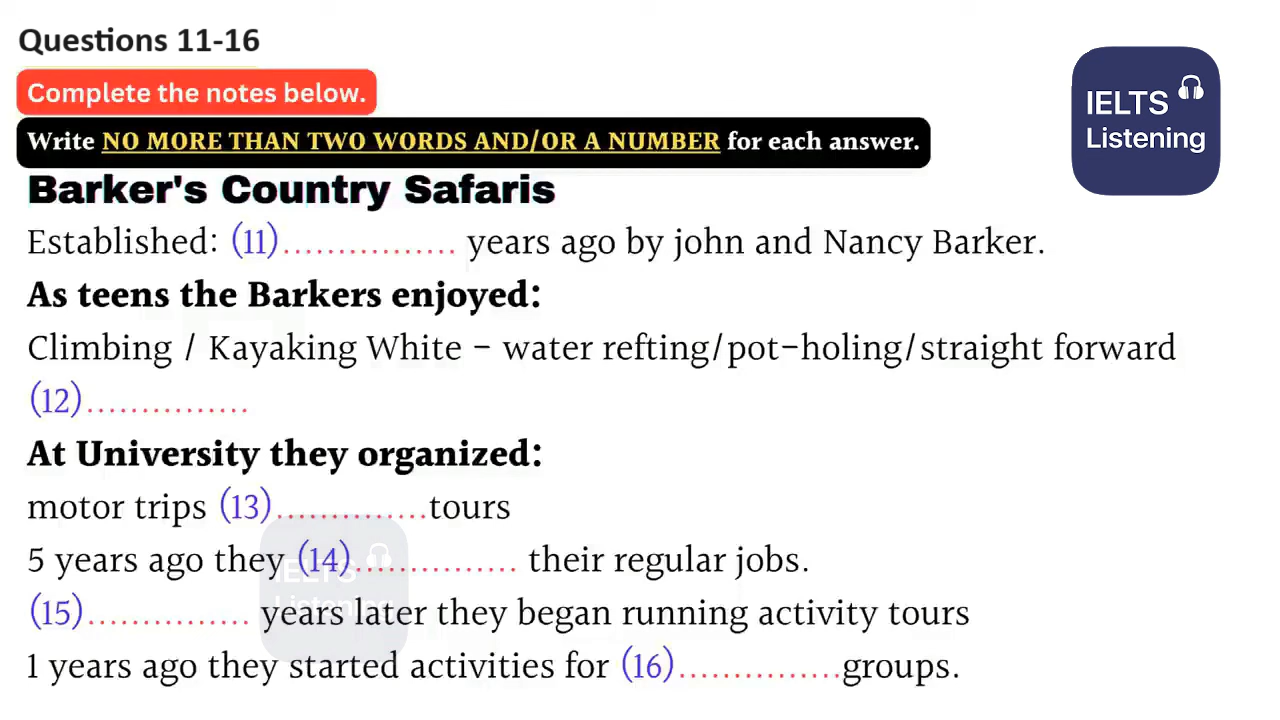 Questions 11-16
Complete the notes below.
IELTS
Listening
Write NO MORE THAN TWO WORDS AND/OR A NUMBER for each answer.
Barker's Country Safaris
Established: (11)................ years ago by john and Nancy Barker.
As teens the Barkers enjoyed:
Climbing / Kayaking White - water refting/pot-holing/straight forward
(12)...............
At University they organized:
motor trips (13)..............tours
5 years ago they (14)............... their regular jobs.
IELTS
Listening
(15)............... years later they began running activity tours
1 years ago they started activities for (16)...............groups.